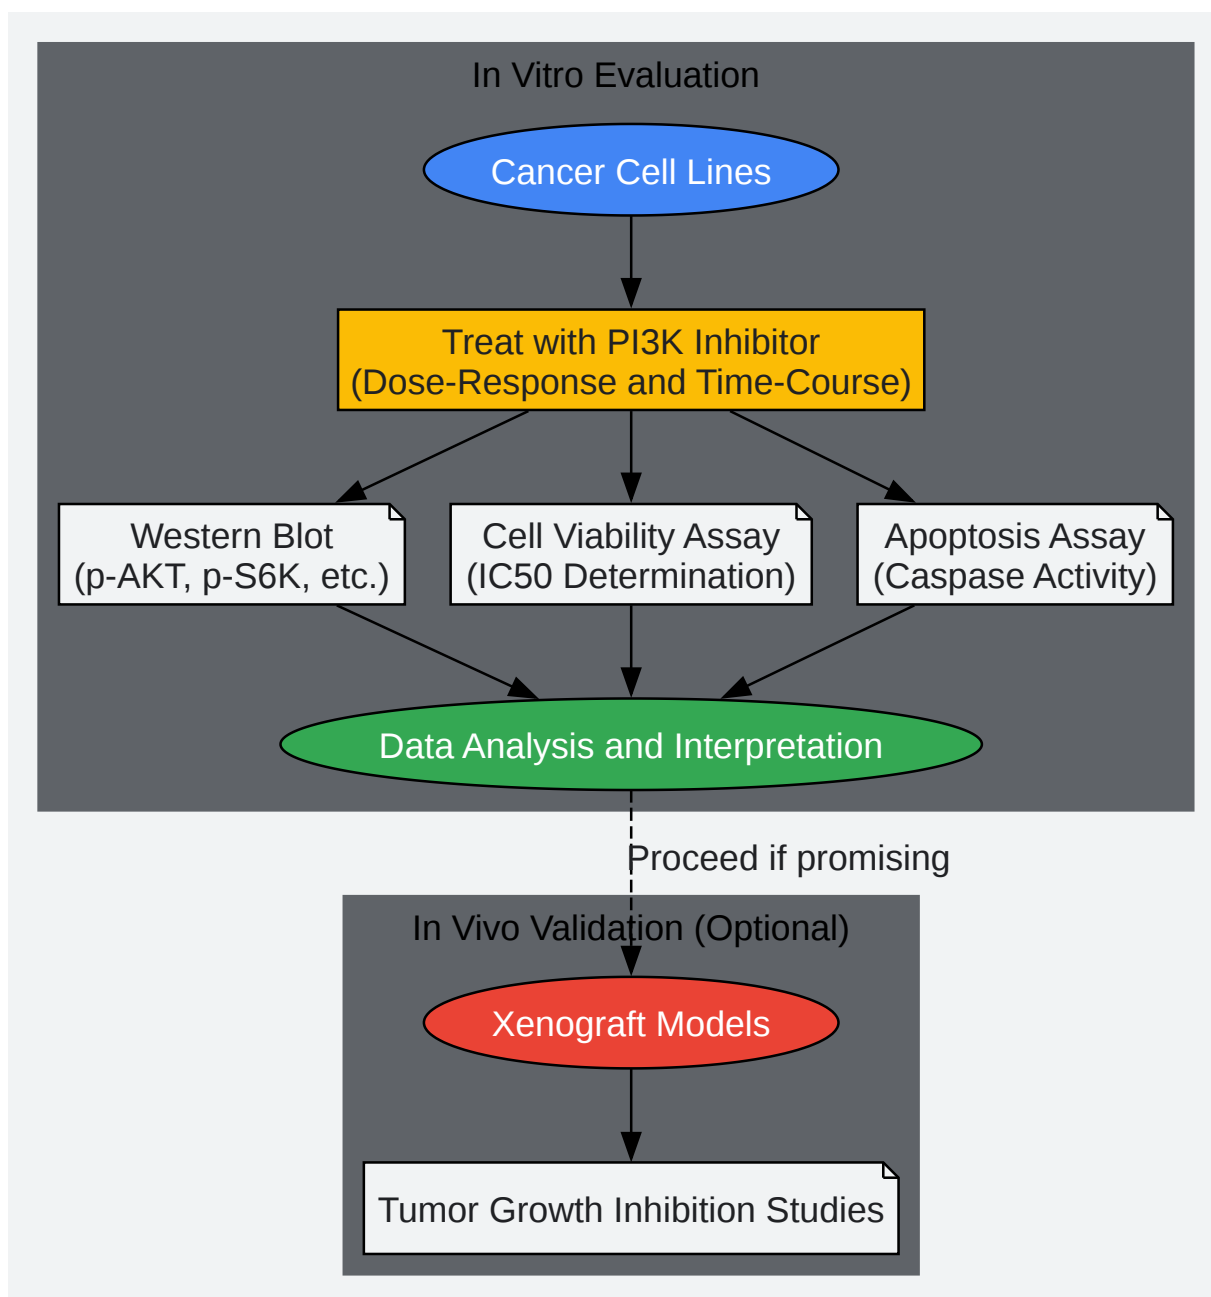 In Vitro Evaluation
Cancer Cell Lines
Treat with PI3K Inhibitor
(Dose-Response and Time-Course)
Western Blot
(p-AKT, p-S6K, etc.)
Cell Viability Assay
(IC50 Determination)
Apoptosis Assay
(Caspase Activity)
Data Analysis and Interpretation
Proceed if promising
In Vivo Validation (Optional)
Xenograft Models
Tumor Growth Inhibition Studies